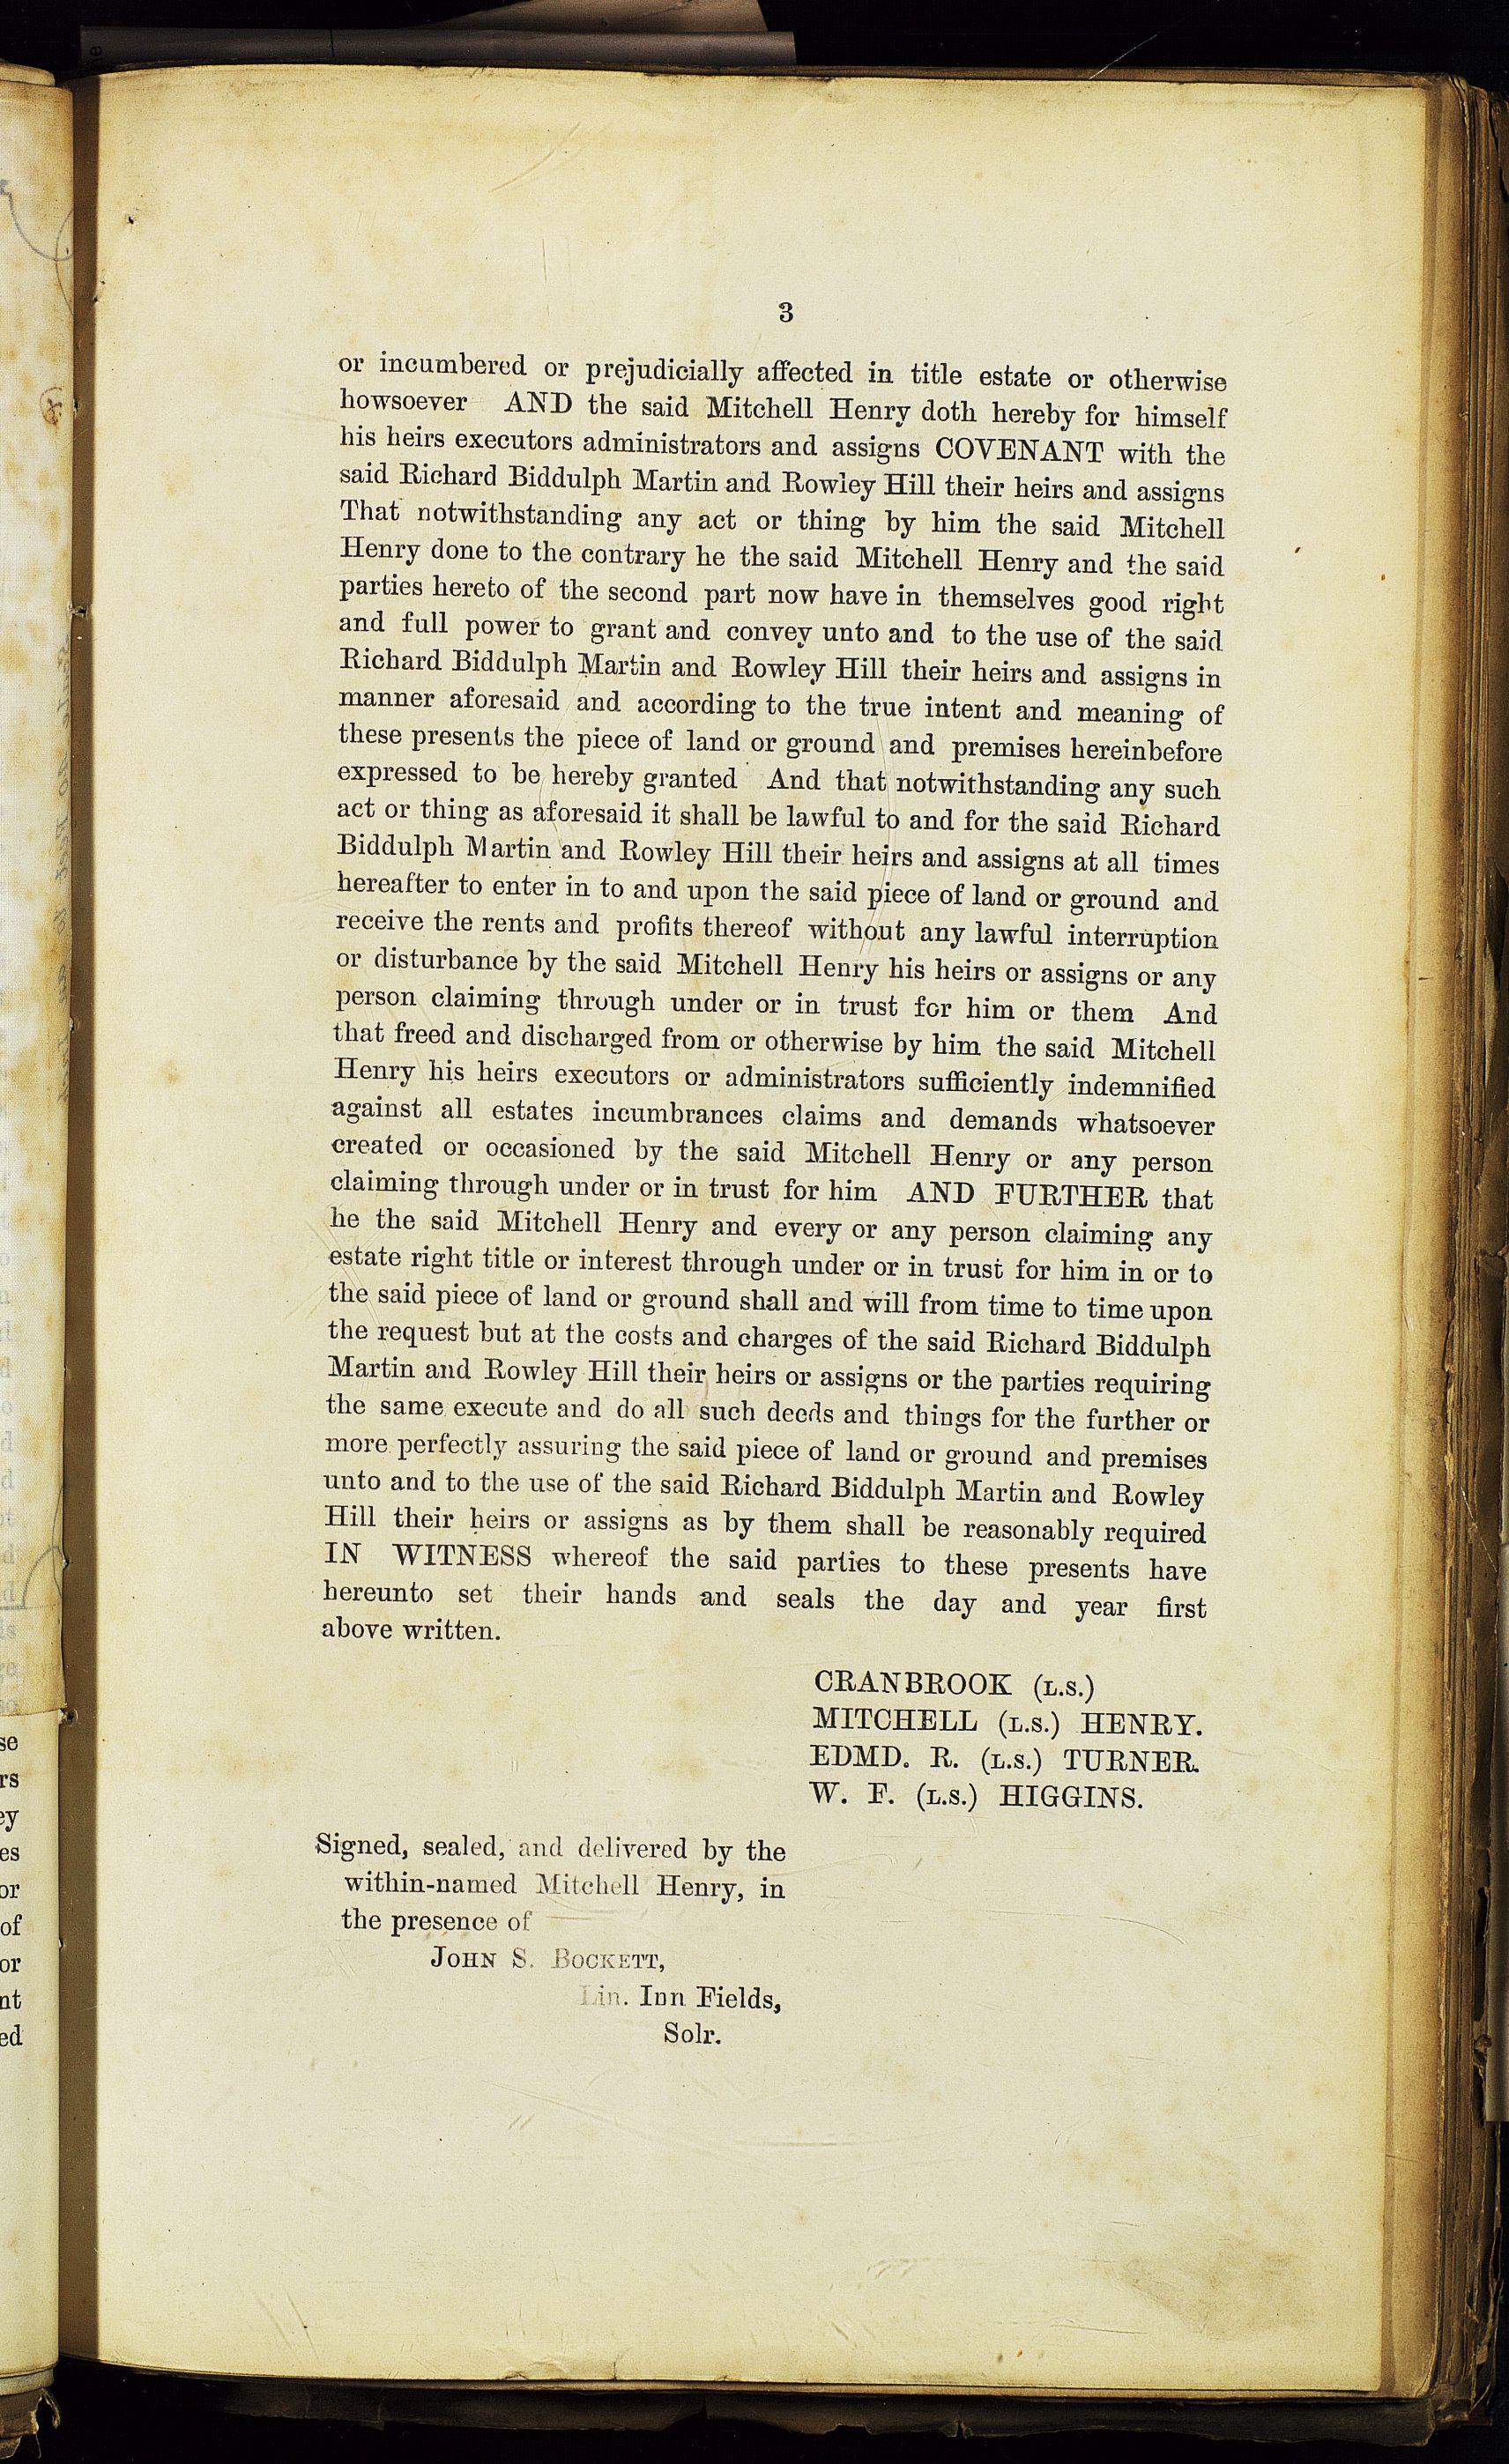 3
or incumbered or prejudicially affected in title estate or otherwise
howsoever AND the said Mitchell Henry doth hereby for himself
his heirs executors administrators and assigns COVENANT with the
said Richard Biddulph Martin and Rowley Hill their heirs and assigns
That notwithstanding any act or thing by him the said Mitchell
Henry done to the contrary he the said Mitchell Henry and the said
parties hereto of the second part now have in themselves good right
and full power to grant and convey unto and to the use of the said
Richard Biddulph Martin and Rowley Hill their heirs and assigns in
manner aforesaid and according to the true intent and meaning of
these presents the piece of land or ground and premises hereinbefore
expressed to be hereby granted And that notwithstanding any such
act or thing as aforesaid it shall be lawful to and for the said Richard
Biddulph Martin and Rowley Hill their heirs and assigns at all times
hereafter to enter in to and upon the said piece of land or ground and
receive the rents and profits thereof without any lawful interruption
or disturbance by the said Mitchell Henry his heirs or assigns or any
person claiming through under or in trust for him or them And
that freed and discharged from or otherwise by him the said Mitchell
Henry his heirs executors or administrators sufficiently indemnified
against all estates incumbrances claims and demands whatsoever
created or occasioned by the said Mitchell Henry or any person
claiming through under or in trust for him AND FURTHER that
he the said Mitchell Henry and every or any person claiming any
estate right title or interest through under or in trust for him in or to
the said piece of land or ground shall and will from time to time upon
the request but at the costs and charges of the said Richard Biddulph
Martin and Rowley Hill their heirs or assigns or the parties requiring
the same execute and do all such deeds and things for the further or
more perfectly assuring the said piece of land or ground and premises
unto and to the use of the said Richard Biddulph Martin and Rowley
Hill their heirs or assigns as by them shall be reasonably required
IN WITNESS whereof the said parties to these presents have
hereunto set their hands and seals the day and year first
above written.
CRANBROOK (L.S.)
MITCHELL (L.S.) HENRY.
EDMD. R. (L.S.) TURNER.
W. F. (L.S.) HIGGINS.
Signed, sealed, and delivered by the
within-named Mitchell Henry, in
the presence of
JOHN S. BOCKETT,
Lin. Inn Fields,
Solr.